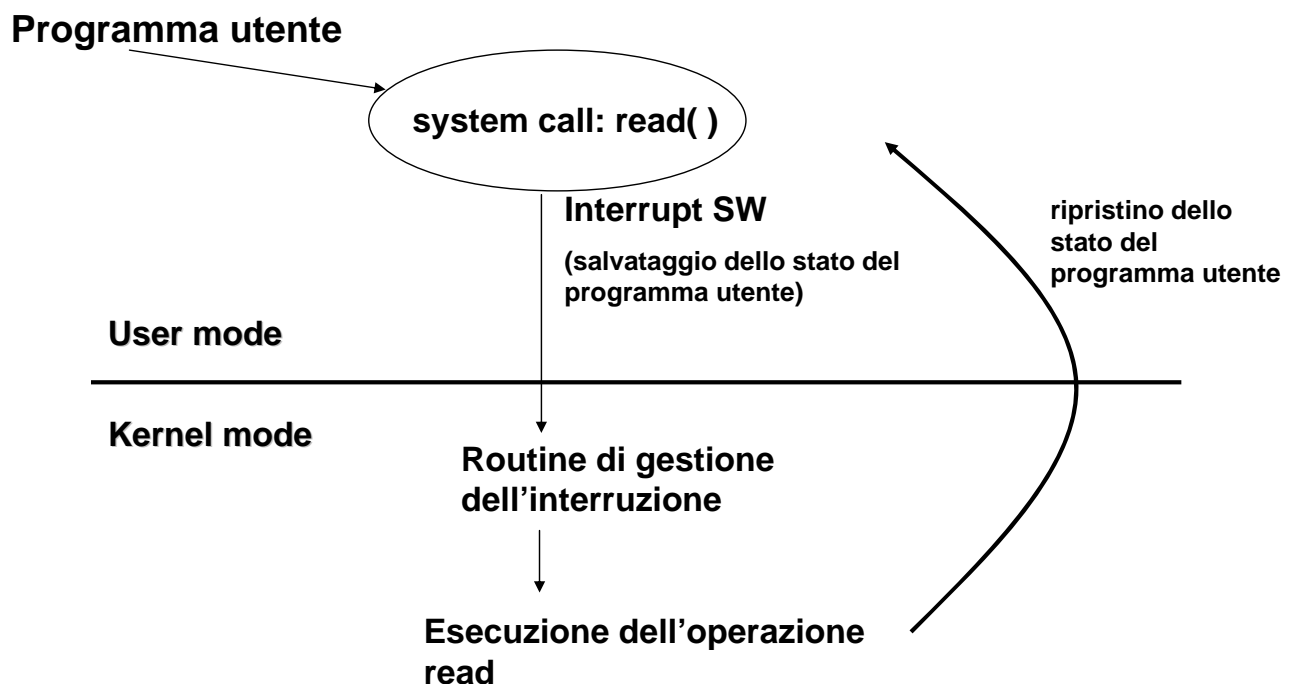 Programma utente
system call: read( )
Interrupt SW
(salvataggio dello stato del
programma utente)
ripristino dello
stato del
programma utente
User mode
Kernel mode
Routine di gestione
dell’interruzione
Esecuzione dell’operazione
read